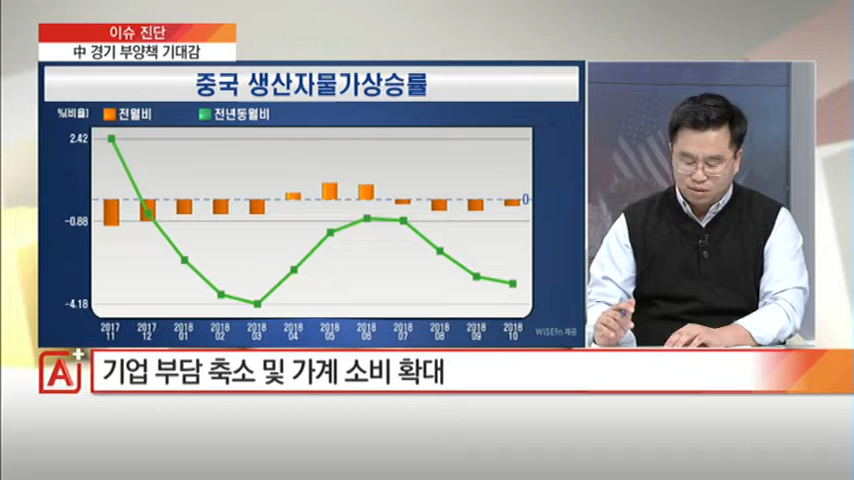 이슈 진단
中 경기 부양책 기대감
중국 생산자물가상승률
%(비율) 전월비 전년동월비
2.42
0
-0.88
-4.18
2017 2017 2018 2018 2018 2018 2018 2018 2018 2018 2018 2018
11 12 01 02 03 04 05 06 07 08 09 10
WISEfn 제공
A+ 기업 부담 축소 및 가계 소비 확대